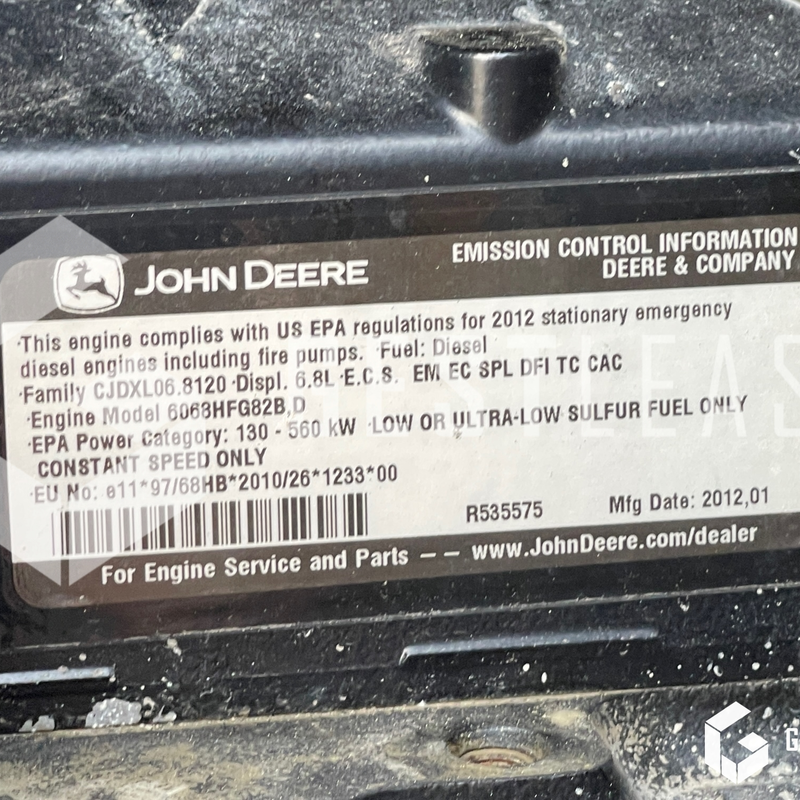 JOHN DEERE
EMISSION CONTROL INFORMATION
DEERE & COMPANY
·This engine complies with US EPA regulations for 2012 stationary emergency
diesel engines including fire pumps. ·Fuel: Diesel
·Family CJDXL06.8120 ·Displ. 6.8L ·E.C.S. EM EC SPL DFI TC CAC
·Engine Model 6068HFG82B,D
·EPA Power Category: 130 - 560 kW ·LOW OR ULTRA-LOW SULFUR FUEL ONLY
CONSTANT SPEED ONLY
·EU No: e11*97/68HB*2010/26*1233*00
R535575 Mfg Date: 2012,01
For Engine Service and Parts – – www.JohnDeere.com/dealer